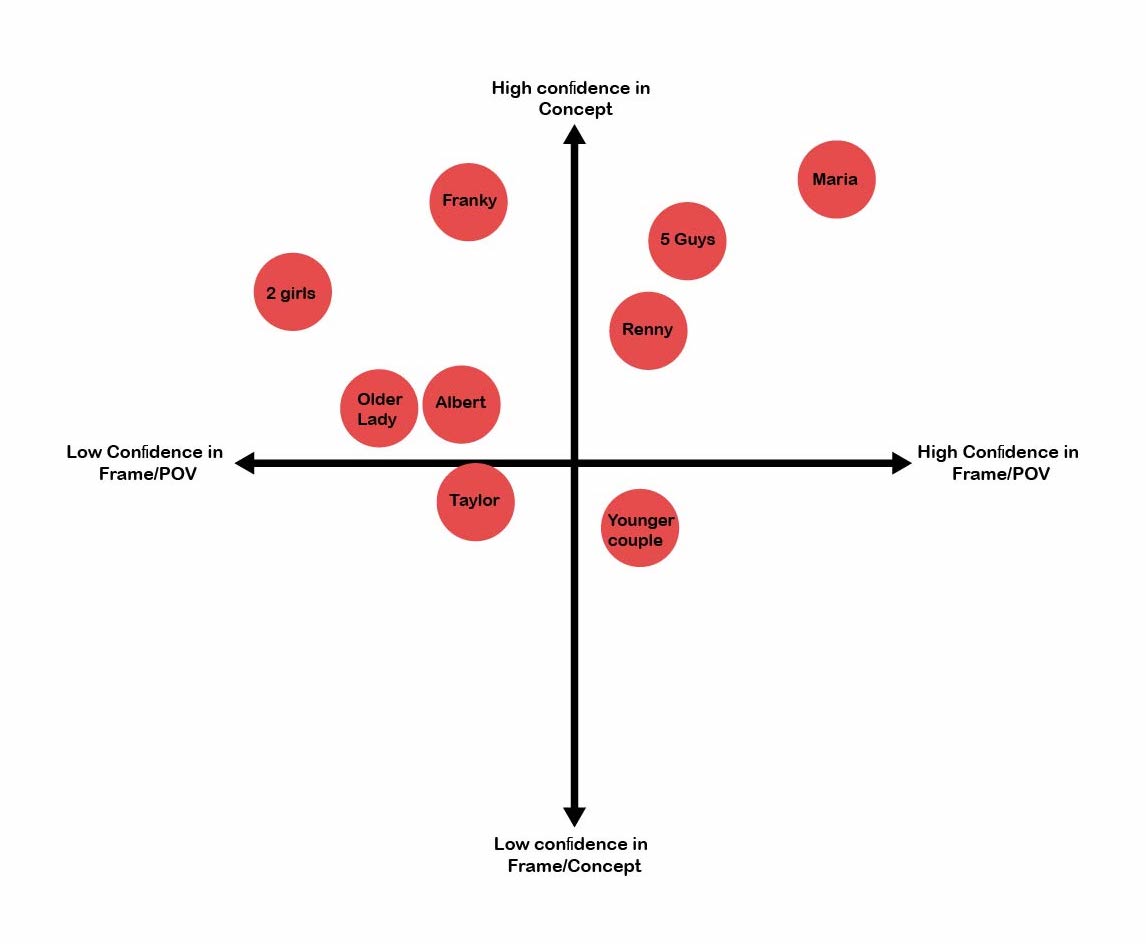 High confidence in
Concept
Maria
Franky
5 Guys
2 girls
Renny
Older
Lady
Albert
Low Confidence in
Frame/POV
High Confidence in
Frame/POV
Taylor
Younger
couple
Low confidence in
Frame/Concept